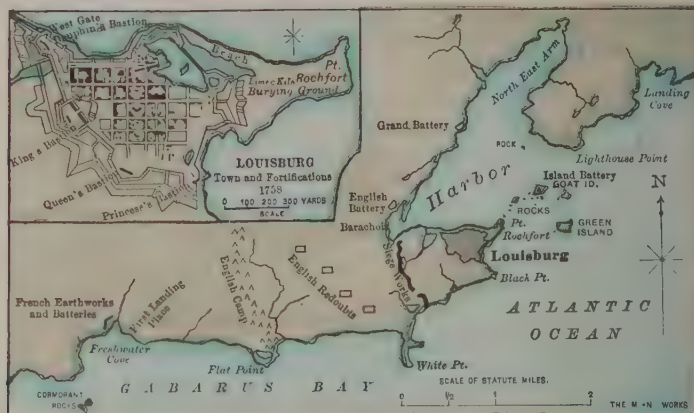 West Gate
Dauphin's Bastion
Beach
Pt.
Rochfort
Lime Kiln
Burying Ground
King's Bastion
Queen's Bastion
Princess's Bastion
LOUISBURG
Town and Fortifications
1758
0 100 200 300 YARDS
SCALE
North East Arm
Landing
Cove
Grand Battery
ROCK
Lighthouse Point
Harbor
Island Battery
GOAT ID.
ROCKS
GREEN
ISLAND
N
English
Battery
Barachois
Pt.
Rochfort
Louisburg
Black Pt.
Siege Works
English Camp
English Redoubts
French Earthworks
and Batteries
First Landing
Place
Freshwater
Cove
Flat Point
White Pt.
ATLANTIC
OCEAN
CORMORANT
ROCKS
GABARUS BAY
SCALE OF STATUTE MILES.
0 1/2 1 2
THE M-N WORKS